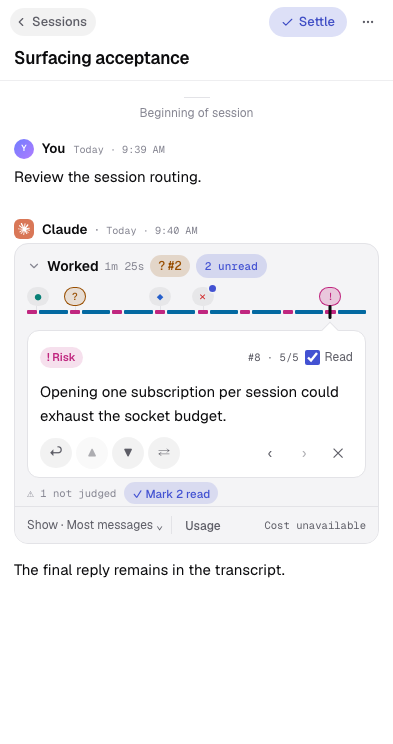 ‹ Sessions
✓ Settle
···
Surfacing acceptance
Beginning of session
Y You Today · 9:39 AM
Review the session routing.
Claude · Today · 9:40 AM
Worked 1m 25s ? #2 2 unread
? ◆ ✕ !
! Risk #8 · 5/5 Read
Opening one subscription per session could
exhaust the socket budget.
↩ ▲ ▼ ⇄ ‹ › ✕
⚠ 1 not judged ✓ Mark 2 read
Show · Most messages ⌄ Usage Cost unavailable
The final reply remains in the transcript.